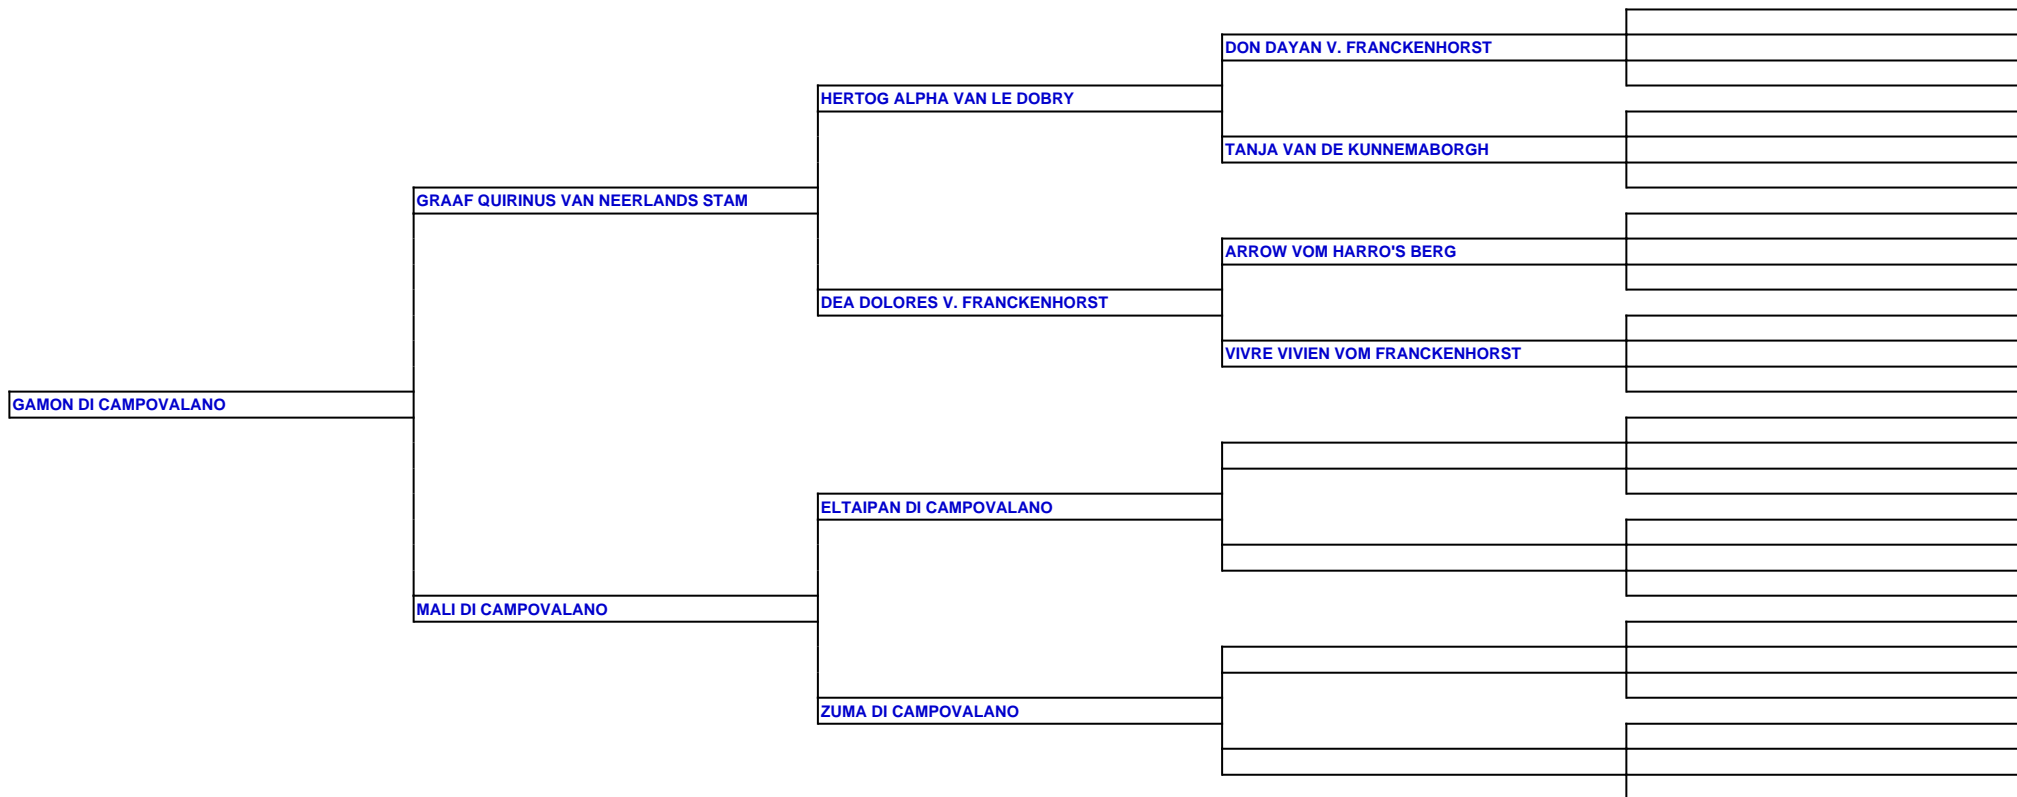 DON DAYAN V. FRANCKENHORST
HERTOG ALPHA VAN LE DOBRY
TANJA VAN DE KUNNEMABORGH
GRAAF QUIRINUS VAN NEERLANDS STAM
ARROW VOM HARRO'S BERG
DEA DOLORES V. FRANCKENHORST
VIVRE VIVIEN VOM FRANCKENHORST
GAMON DI CAMPOVALANO
ELTAIPAN DI CAMPOVALANO
MALI DI CAMPOVALANO
ZUMA DI CAMPOVALANO